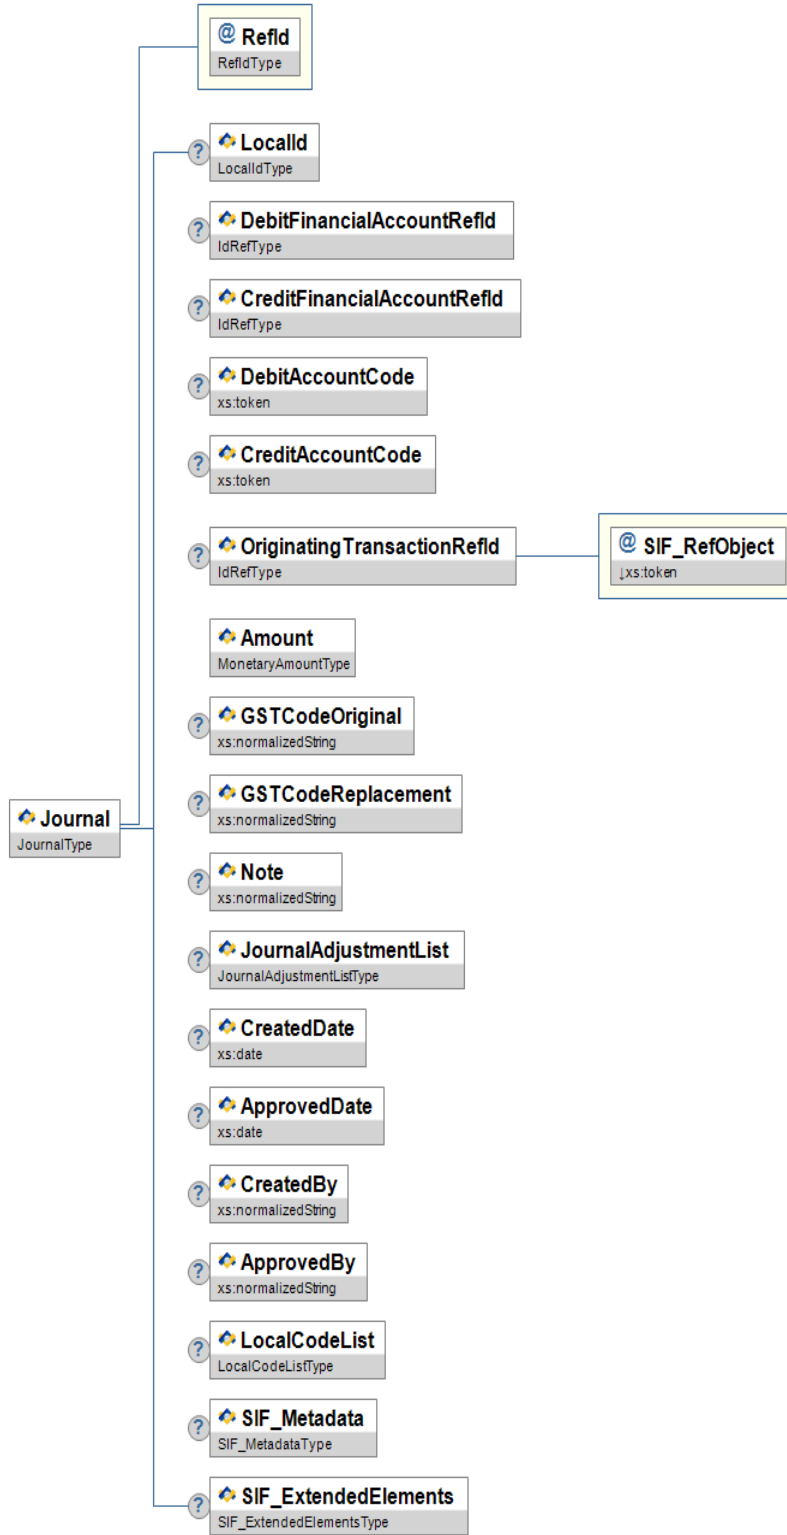 @ RefId
RefIdType
? LocalId
LocalIdType
? DebitFinancialAccountRefId
IdRefType
? CreditFinancialAccountRefId
IdRefType
? DebitAccountCode
xs:token
? CreditAccountCode
xs:token
? OriginatingTransactionRefId
IdRefType
@ SIF_RefObject
↓xs:token
Amount
MonetaryAmountType
? GSTCodeOriginal
xs:normalizedString
? GSTCodeReplacement
xs:normalizedString
Journal
JournalType
? Note
xs:normalizedString
? JournalAdjustmentList
JournalAdjustmentListType
? CreatedDate
xs:date
? ApprovedDate
xs:date
? CreatedBy
xs:normalizedString
? ApprovedBy
xs:normalizedString
? LocalCodeList
LocalCodeListType
? SIF_Metadata
SIF_MetadataType
? SIF_ExtendedElements
SIF_ExtendedElementsType